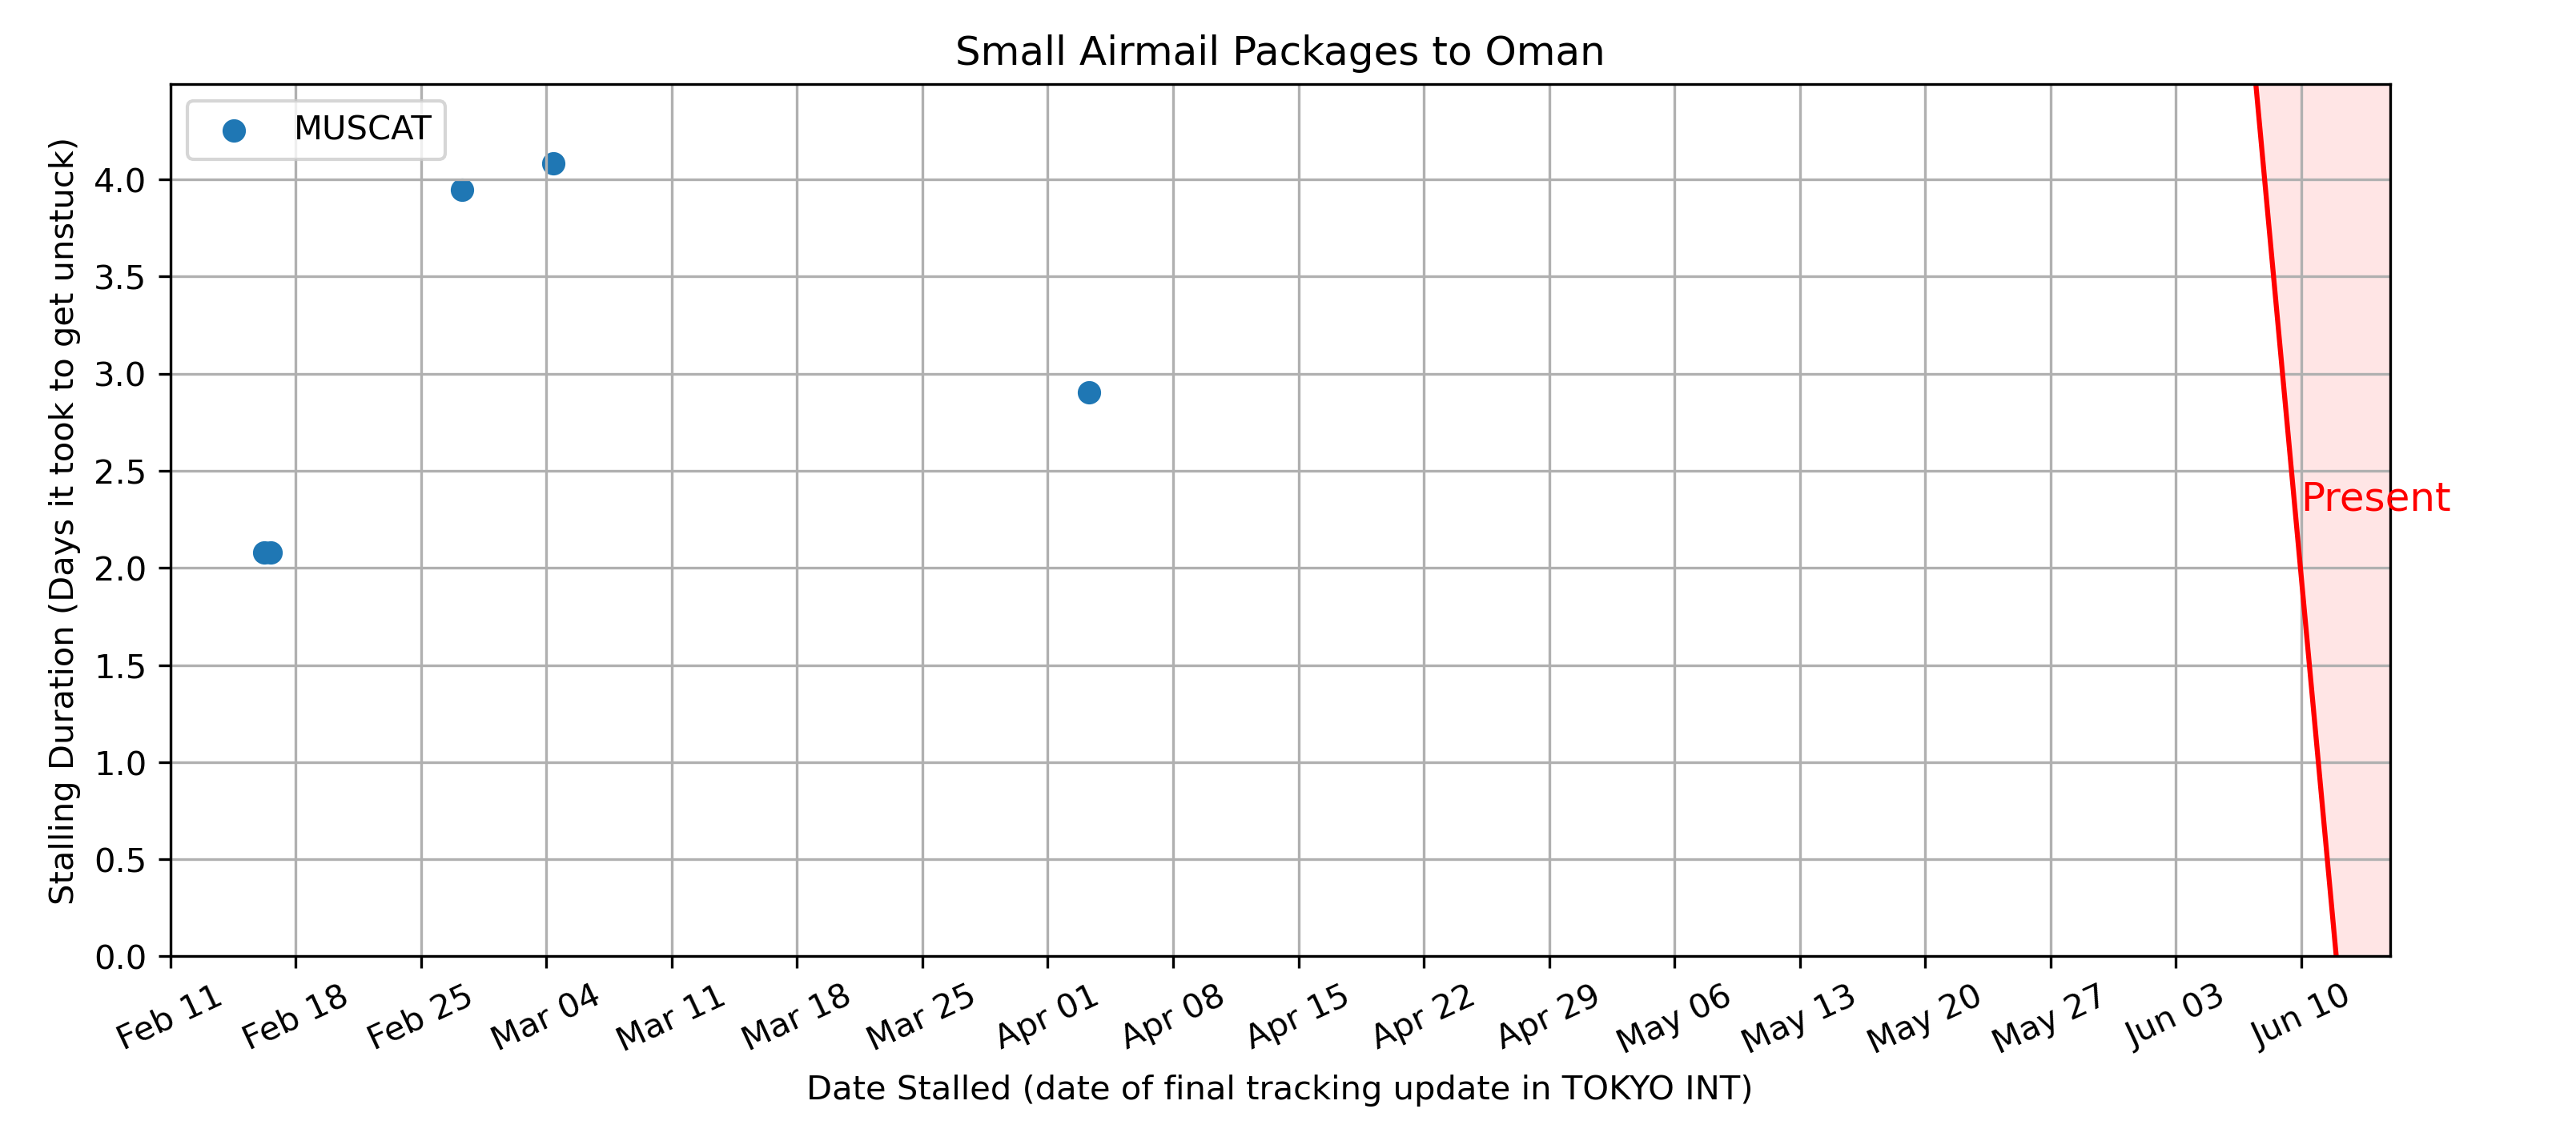 Small Airmail Packages to Oman
MUSCAT
Stalling Duration (Days it took to get unstuck)
4.0
3.5
3.0
2.5
2.0
1.5
1.0
0.5
0.0
Present
Feb 11 Feb 18 Feb 25 Mar 04 Mar 11 Mar 18 Mar 25 Apr 01 Apr 08 Apr 15 Apr 22 Apr 29 May 06 May 13 May 20 May 27 Jun 03 Jun 10
Date Stalled (date of final tracking update in TOKYO INT)